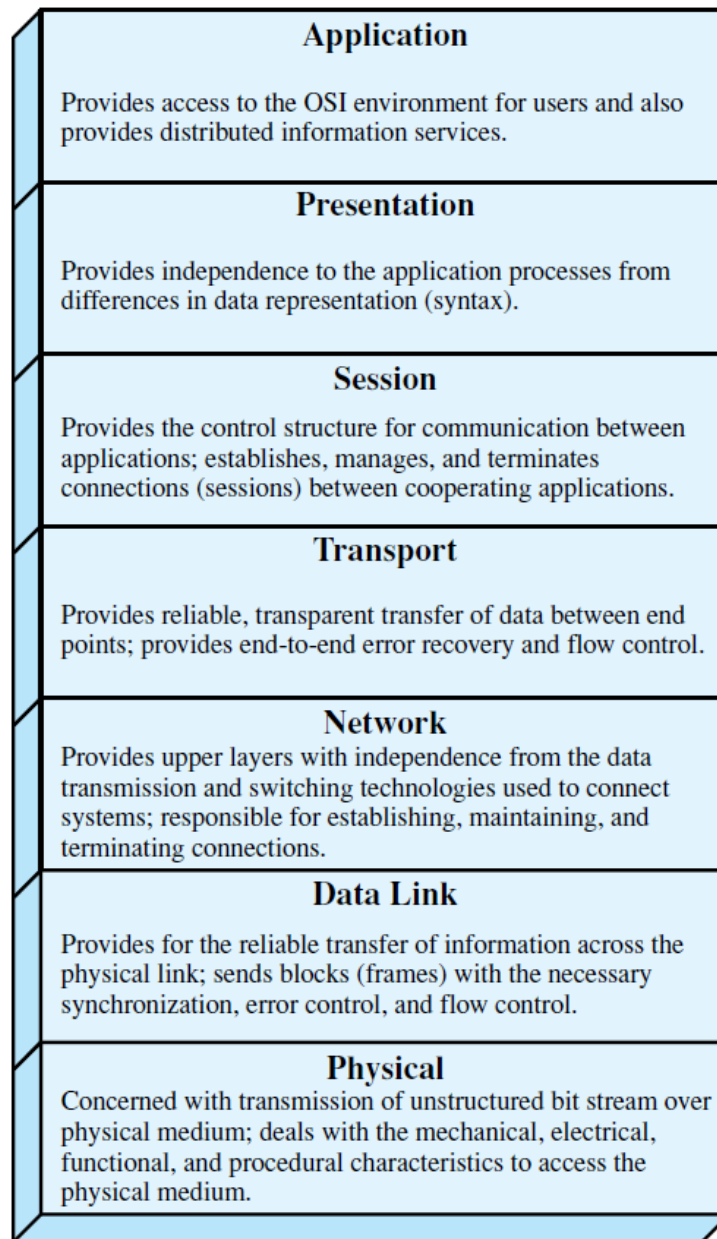 Application
Provides access to the OSI environment for users and also
provides distributed information services.
Presentation
Provides independence to the application processes from
differences in data representation (syntax).
Session
Provides the control structure for communication between
applications; establishes, manages, and terminates
connections (sessions) between cooperating applications.
Transport
Provides reliable, transparent transfer of data between end
points; provides end-to-end error recovery and flow control.
Network
Provides upper layers with independence from the data
transmission and switching technologies used to connect
systems; responsible for establishing, maintaining, and
terminating connections.
Data Link
Provides for the reliable transfer of information across the
physical link; sends blocks (frames) with the necessary
synchronization, error control, and flow control.
Physical
Concerned with transmission of unstructured bit stream over
physical medium; deals with the mechanical, electrical,
functional, and procedural characteristics to access the
physical medium.